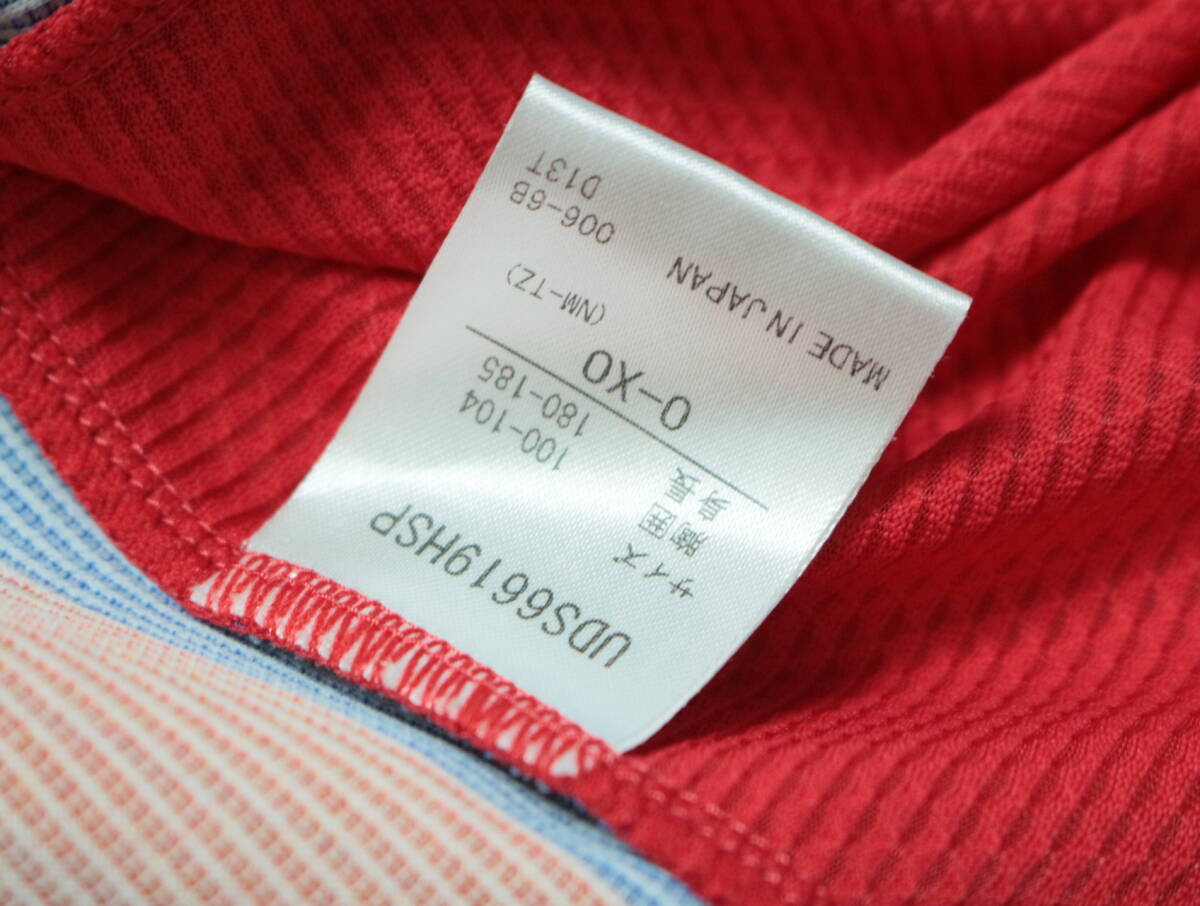 UDS6619HSP
サイズ
胸囲 100-104
身長 180-185
O-XO
(NM-TZ)
MADE IN JAPAN
006-6B
D13T